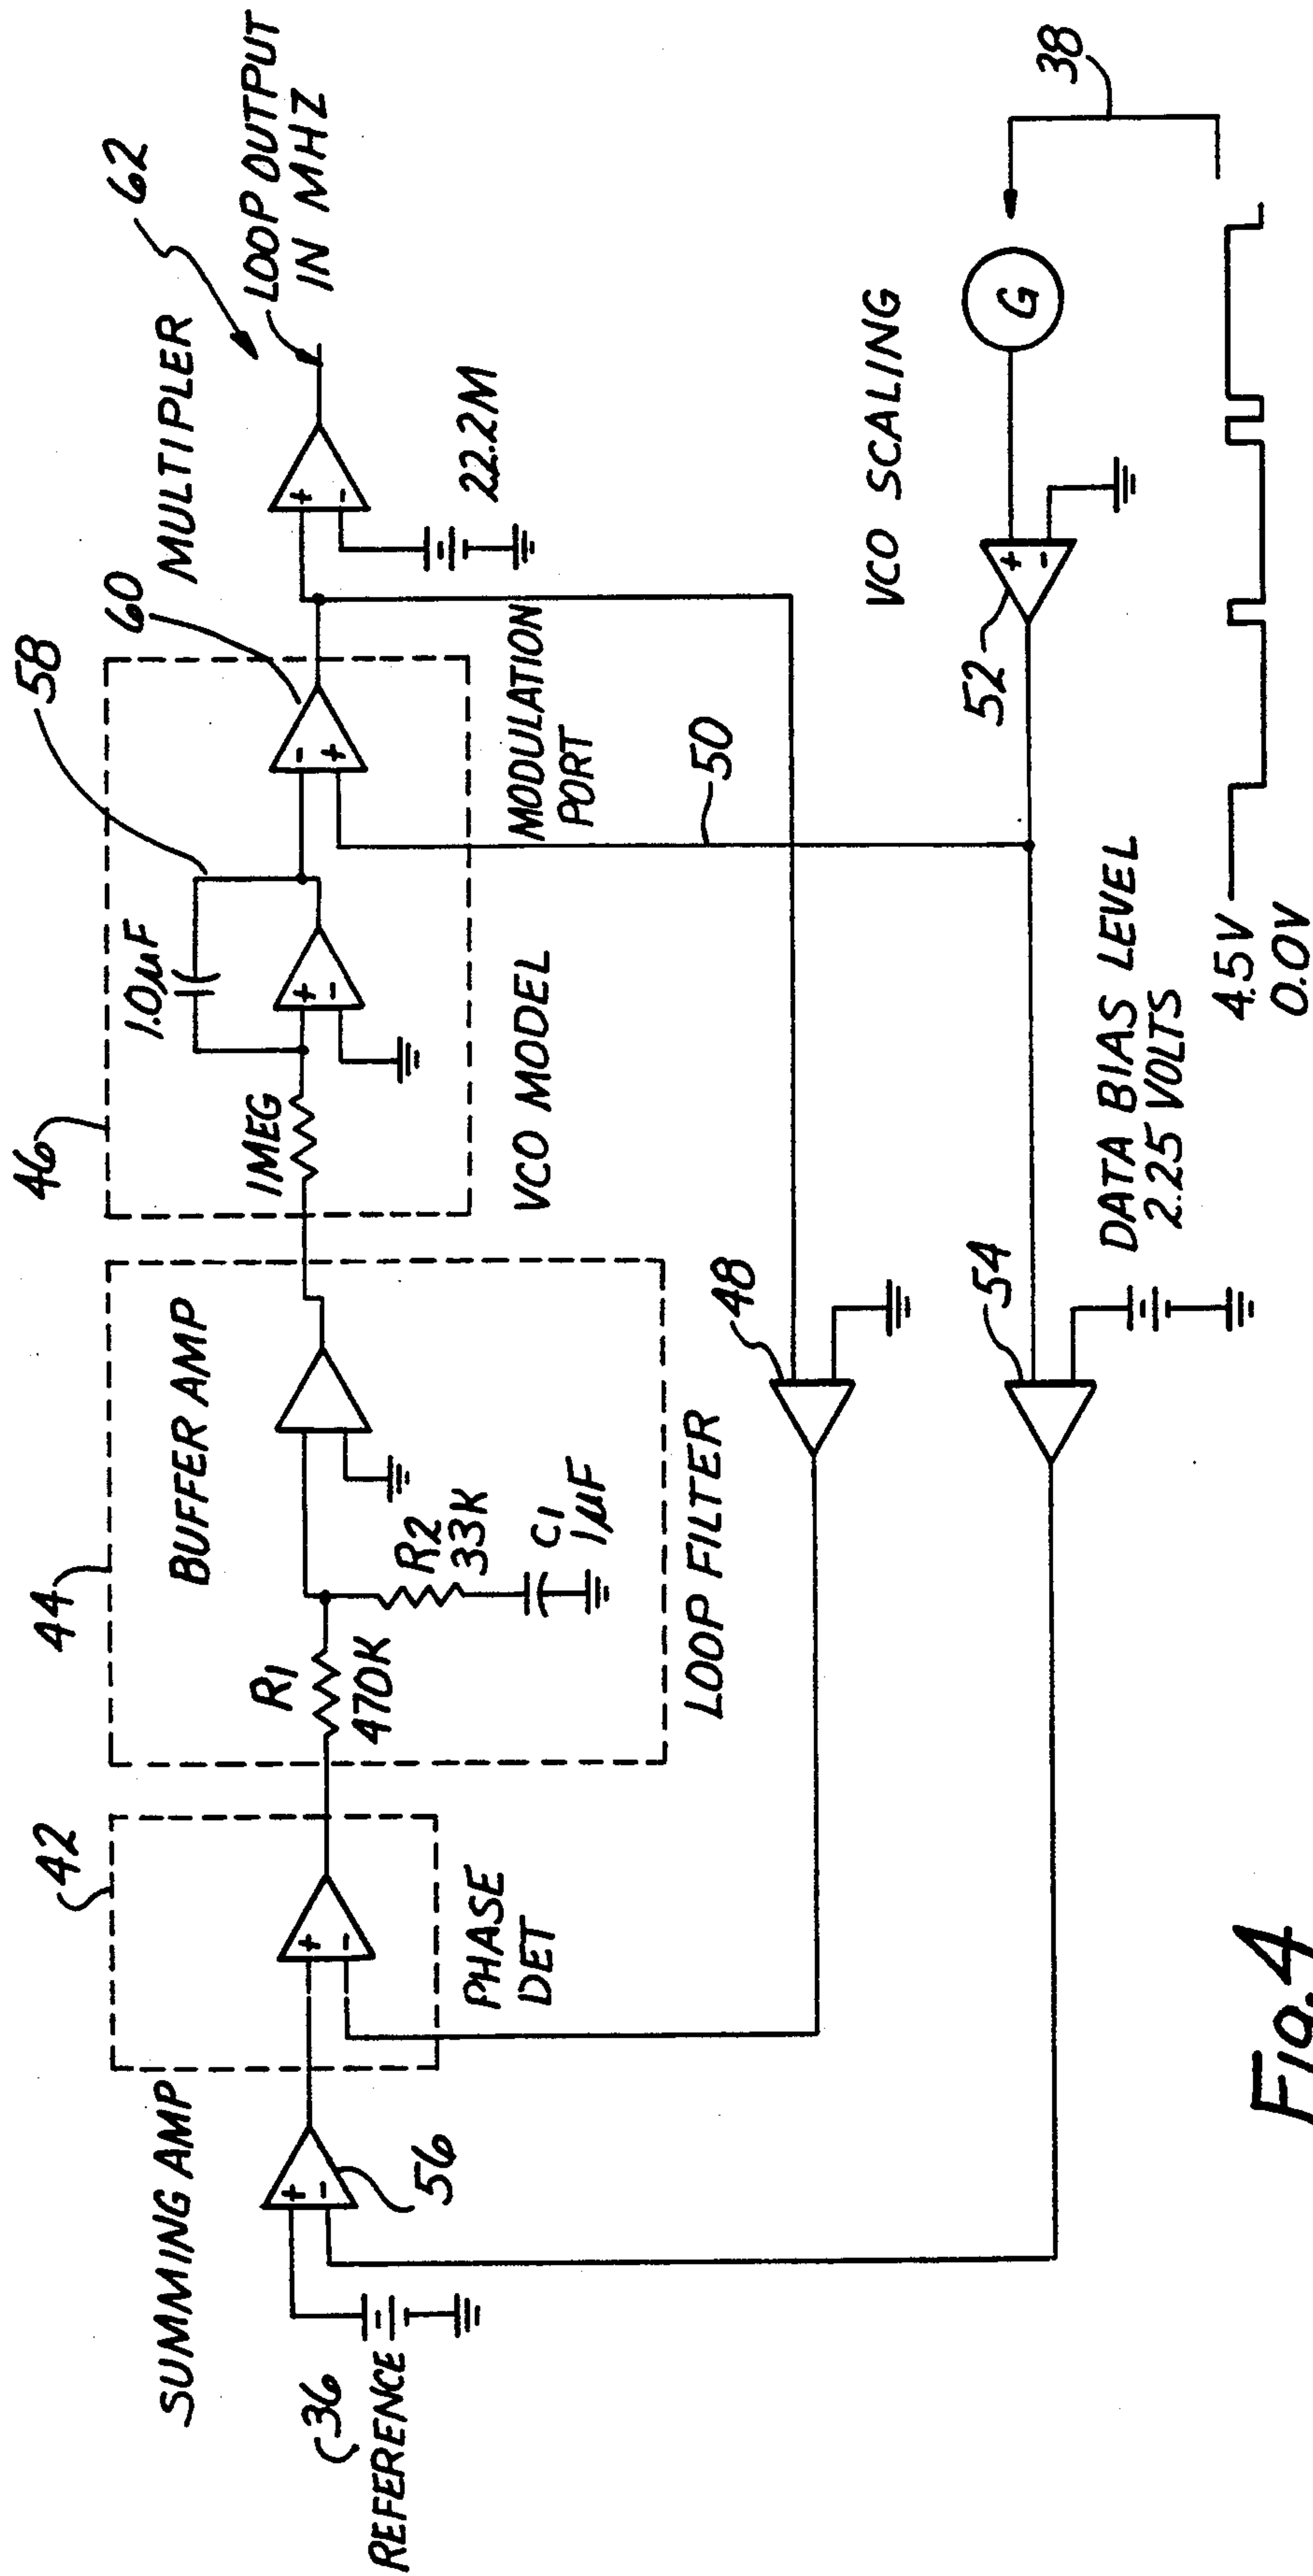 SUMMING AMP
36
REFERENCE
+
-
56
42
+
-
PHASE
DET
44
R1
470K
BUFFER AMP
R2
33K
C1
1µF
LOOP FILTER
46
1MEG
1.0µF
+
-
58
-
+
60
VCO MODEL
MODULATION
PORT
MULTIPLER
+
-
22.2M
62
LOOP OUTPUT
IN MHZ
48
54
DATA BIAS LEVEL
2.25 VOLTS
50
52
+
-
VCO SCALING
G
38
4.5V
0.0V
Fig.4